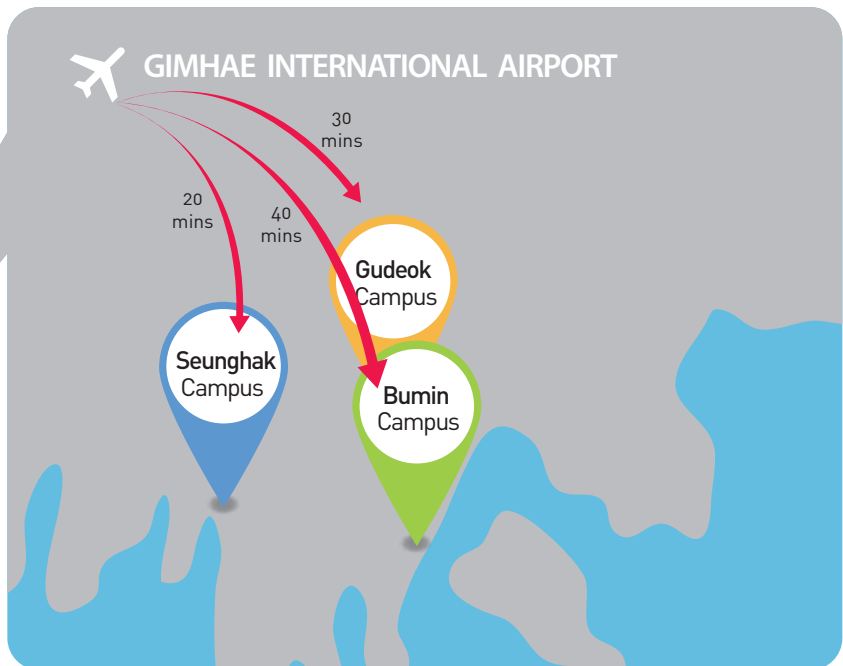 GIMHAE INTERNATIONAL AIRPORT
30
mins
20
mins
40
mins
Gudeok
Campus
Seunghak
Campus
Bumin
Campus